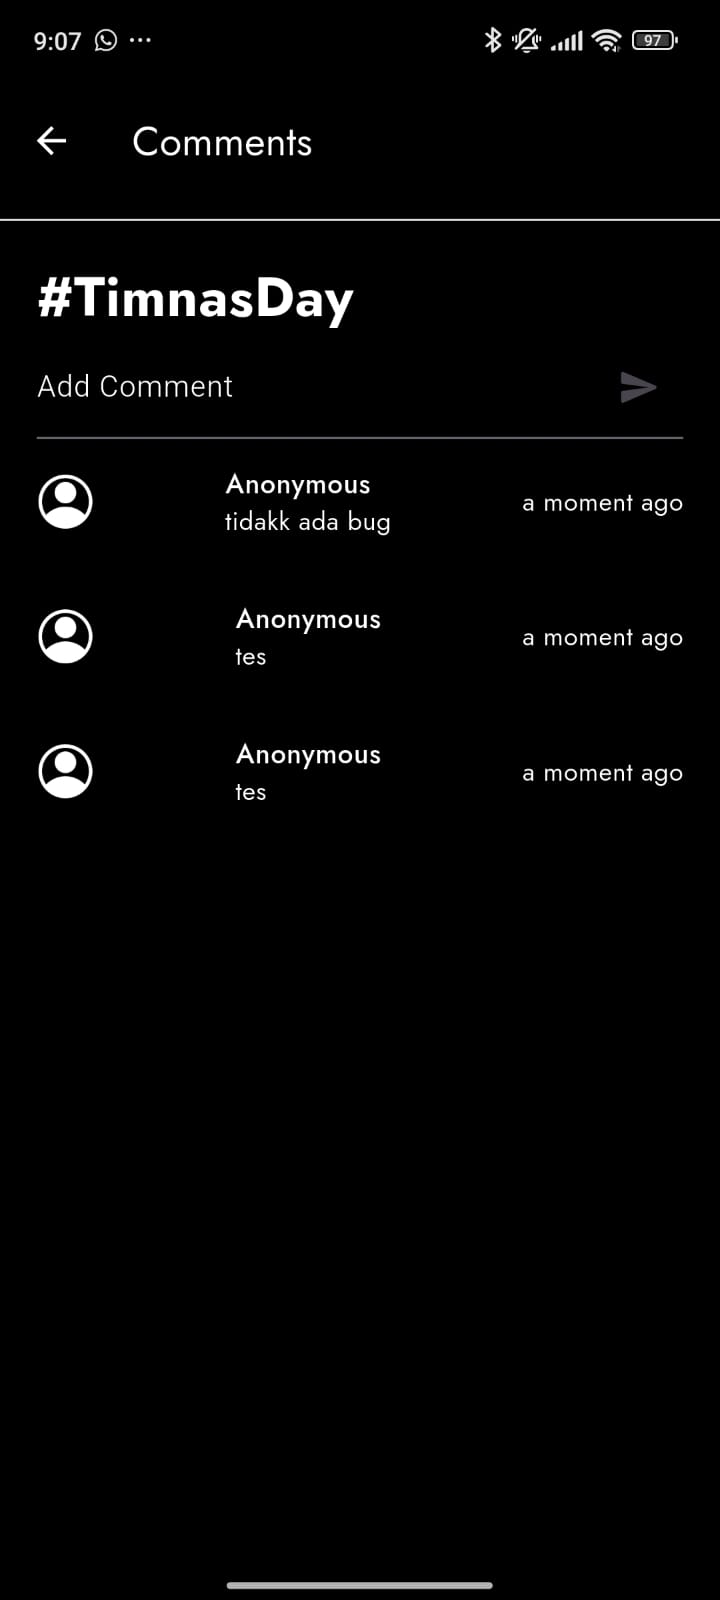 9:07
97
Comments
#TimnasDay
Add Comment
Anonymous
tidakk ada bug
a moment ago
Anonymous
tes
a moment ago
Anonymous
tes
a moment ago